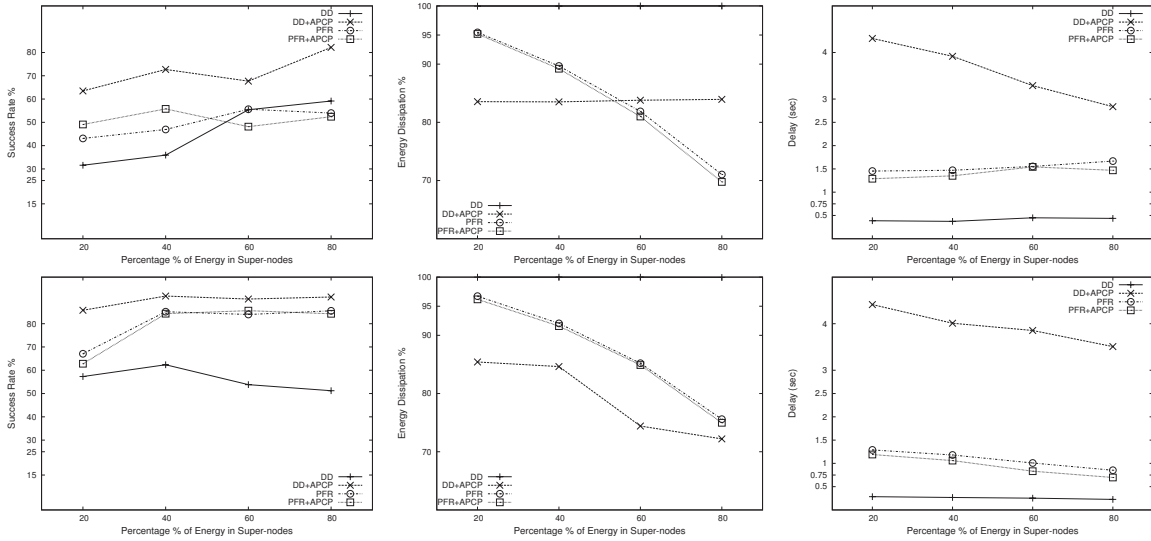 DD
DD+APCP
PFR
PFR+APCP
80
70
60
50
40
30
25
15
Success Rate %
20 40 60 80
Percentage % of Energy in Super-nodes
100
95
90
80
70
Energy Dissipation %
DD
DD+APCP
PFR
PFR+APCP
20 40 60 80
Percentage % of Energy in Super-nodes
DD
DD+APCP
PFR
PFR+APCP
4
3
2
1.5
1
0.75
0.5
Delay (sec)
20 40 60 80
Percentage % of Energy in Super-nodes
80
70
60
50
40
30
25
15
Success Rate %
DD
DD+APCP
PFR
PFR+APCP
20 40 60 80
Percentage % of Energy in Super-nodes
100
95
90
80
70
Energy Dissipation %
DD
DD+APCP
PFR
PFR+APCP
20 40 60 80
Percentage % of Energy in Super-nodes
DD
DD+APCP
PFR
PFR+APCP
4
3
2
1.5
1
0.75
0.5
Delay (sec)
20 40 60 80
Percentage % of Energy in Super-nodes